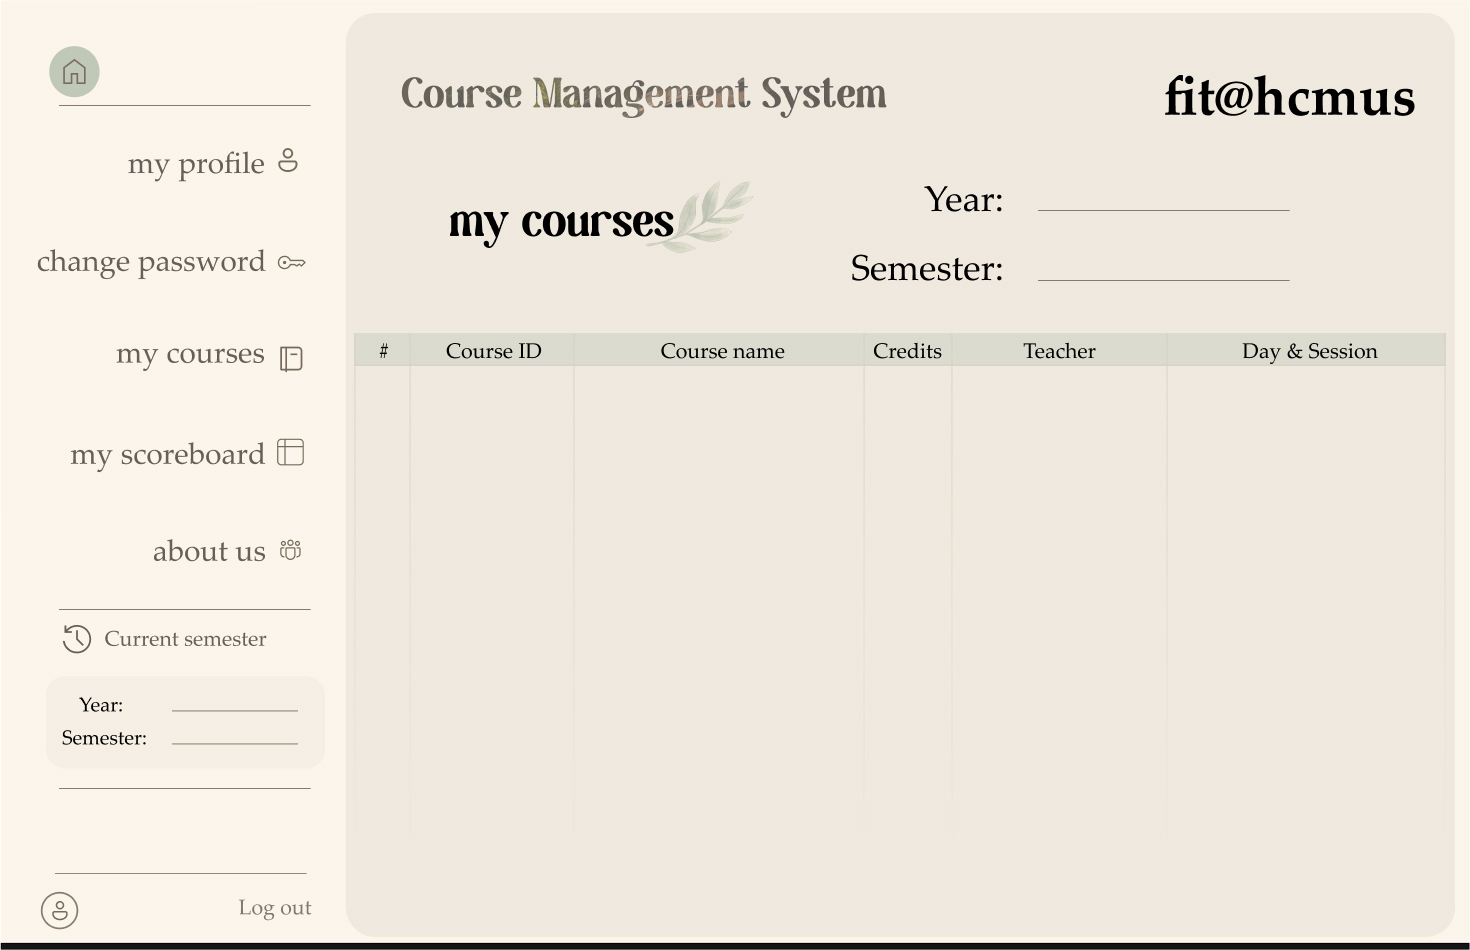 my profile
change password
my courses
my scoreboard
about us
Current semester
Year:
Semester:
Log out
Course Management System
fit@hcmus
my courses
Year:
Semester:
# Course ID Course name Credits Teacher Day & Session